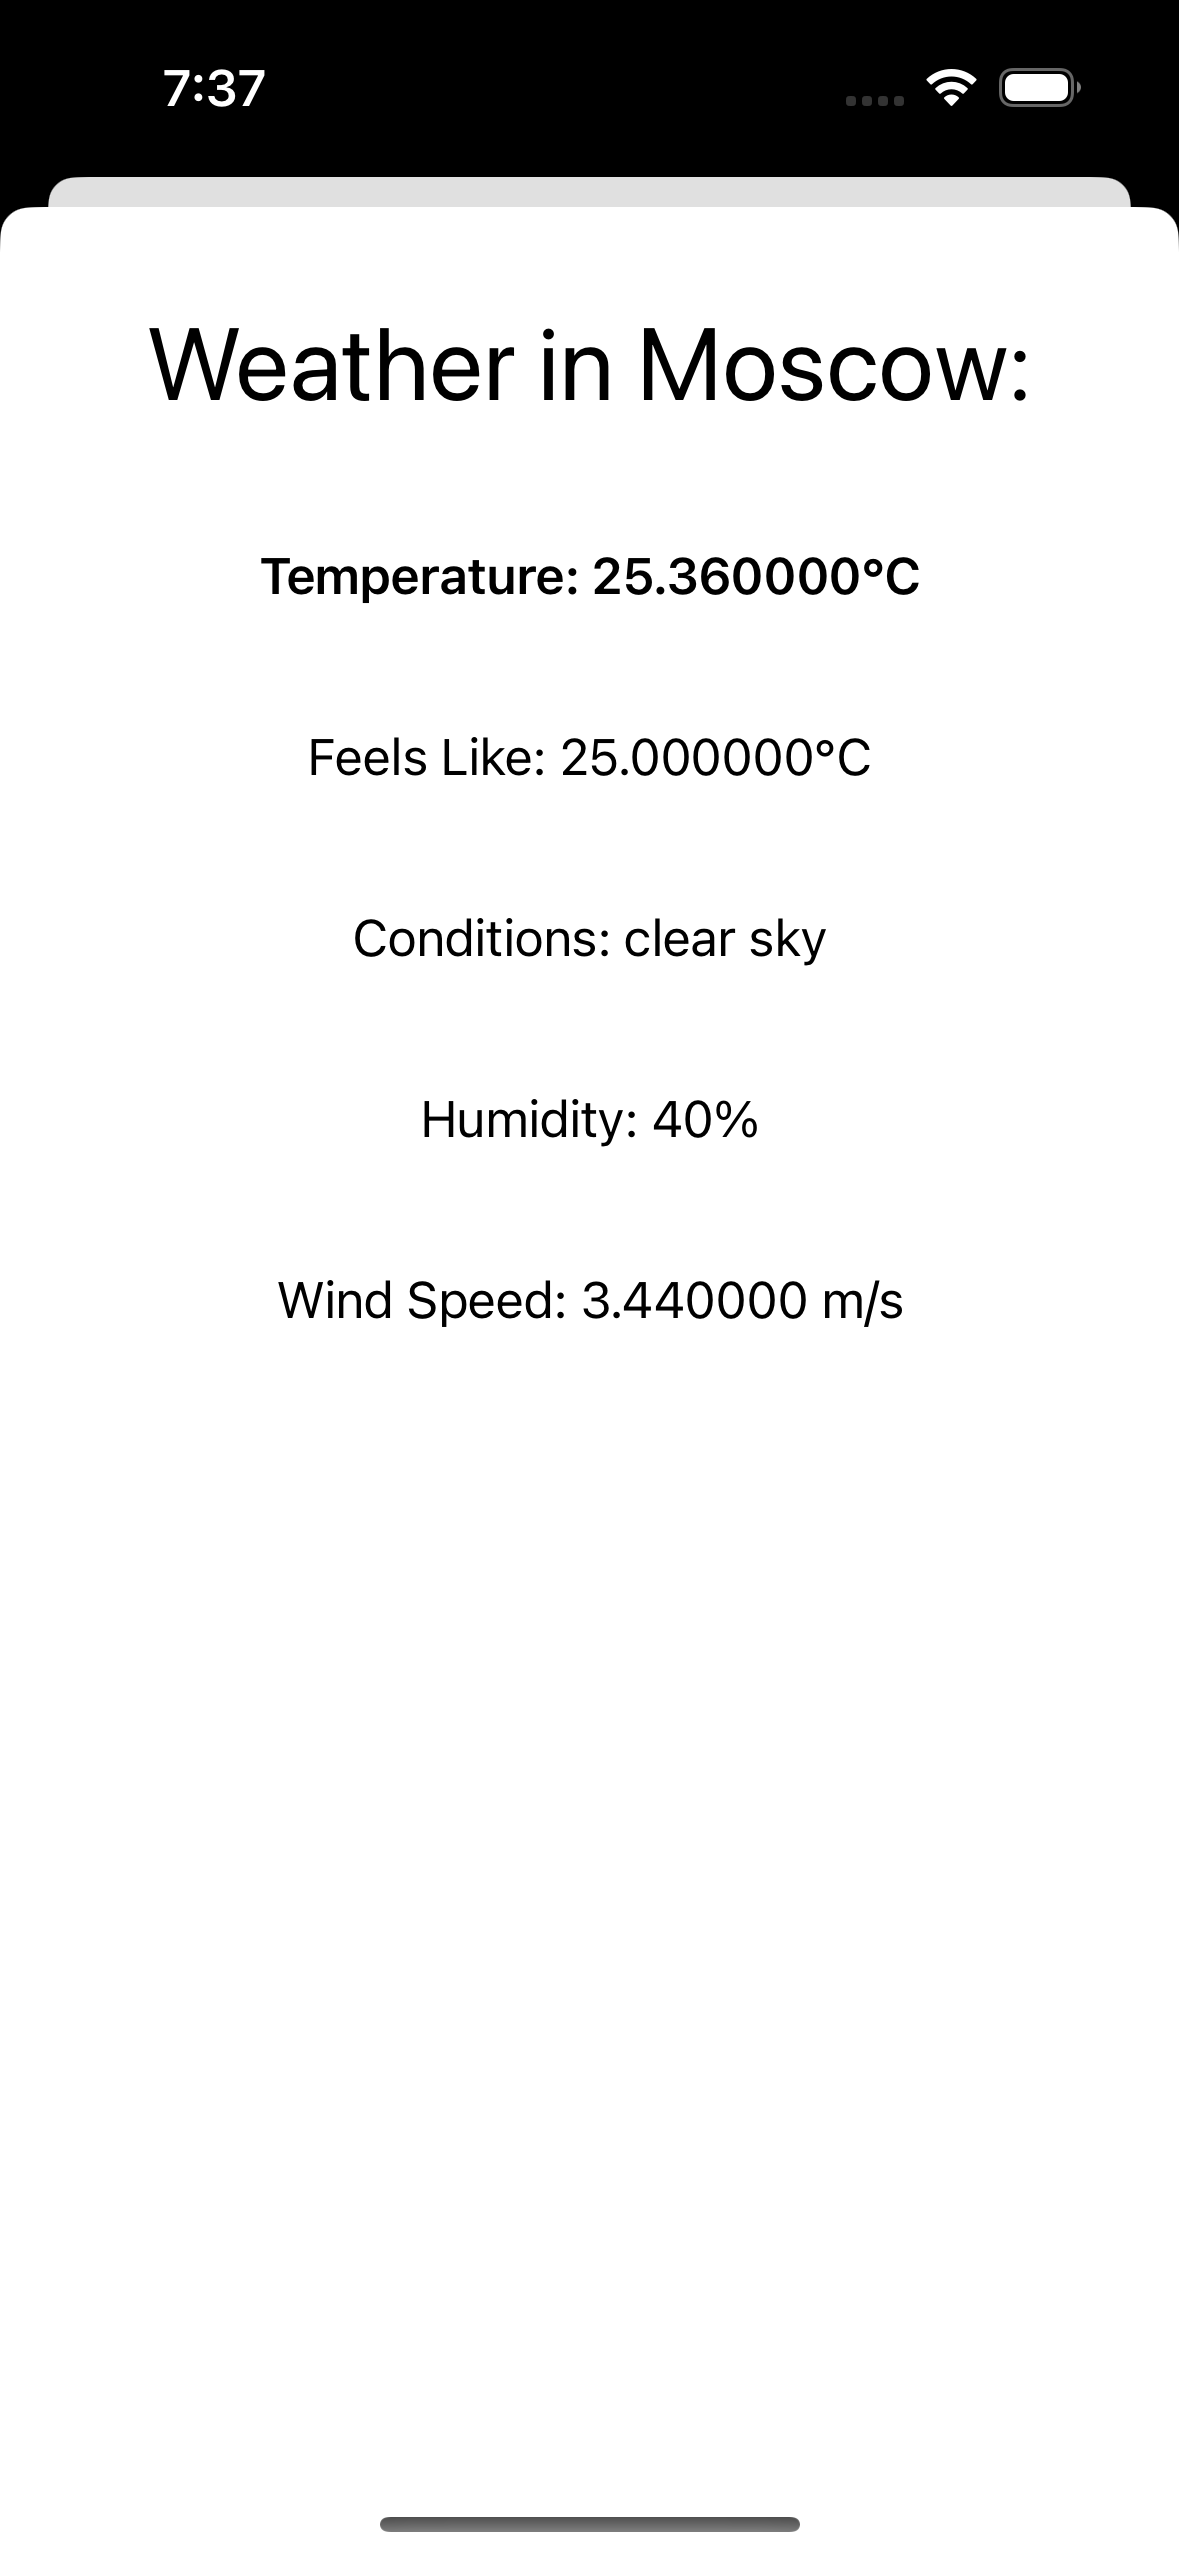 7:37
Weather in Moscow:
Temperature: 25.360000°C
Feels Like: 25.000000°C
Conditions: clear sky
Humidity: 40%
Wind Speed: 3.440000 m/s